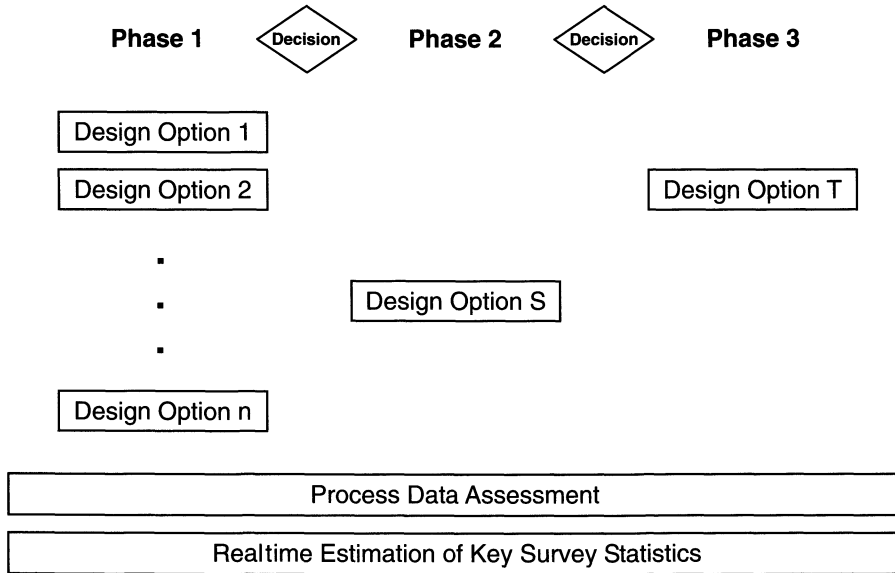 Phase 1 Decision Phase 2 Decision Phase 3
Design Option 1
Design Option 2 Design Option T
Design Option S
Design Option n
Process Data Assessment
Realtime Estimation of Key Survey Statistics